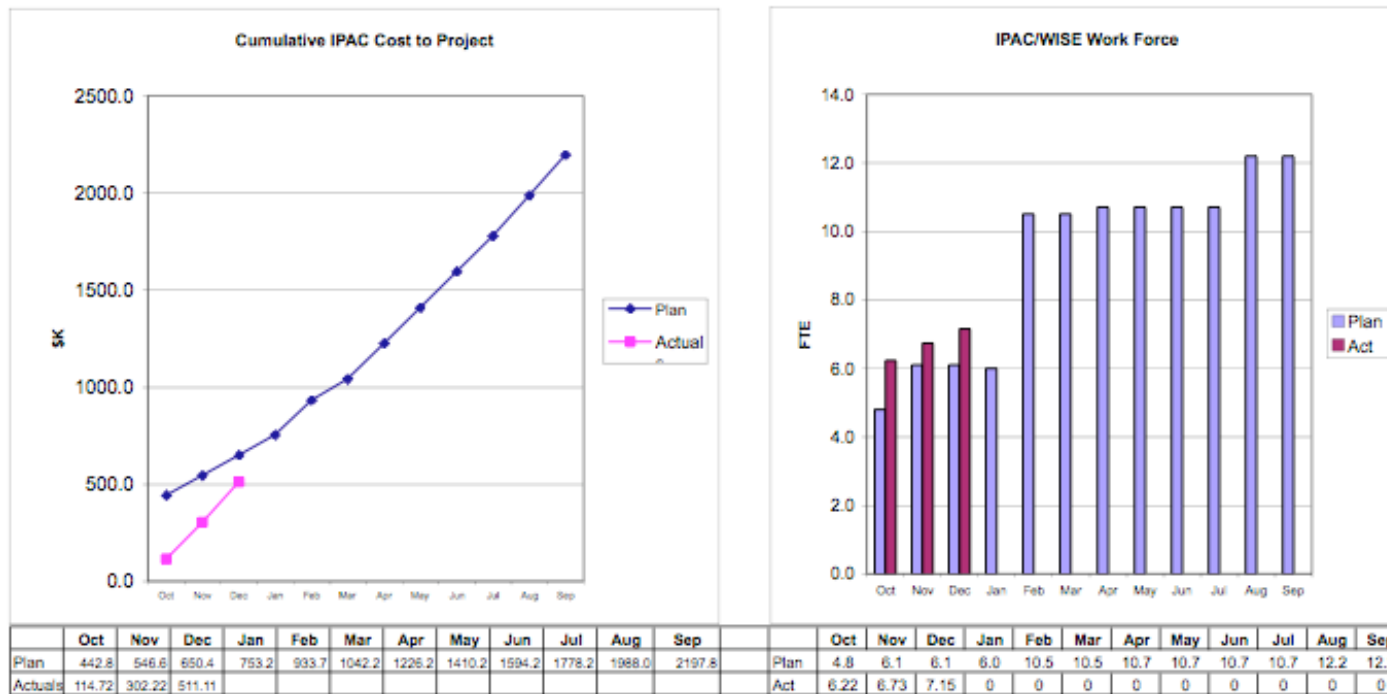 Cumulative IPAC Cost to Project
2500.0
2000.0
1500.0
1000.0
500.0
0.0
$K
Oct Nov Dec Jan Feb Mar Apr May Jun Jul Aug Sep
Plan
Actual
Oct Nov Dec Jan Feb Mar Apr May Jun Jul Aug Sep
Plan 442.8 546.6 650.4 753.2 933.7 1042.2 1226.2 1410.2 1594.2 1778.2 1988.0 2197.8
Actuals 114.72 302.22 511.11
IPAC/WISE Work Force
14.0
12.0
10.0
8.0
6.0
4.0
2.0
0.0
FTE
Oct Nov Dec Jan Feb Mar Apr May Jun Jul Aug Sep
Plan
Act
Oct Nov Dec Jan Feb Mar Apr May Jun Jul Aug Se
Plan 4.8 6.1 6.1 6.0 10.5 10.5 10.7 10.7 10.7 10.7 12.2 12.
Act 6.22 6.73 7.15 0 0 0 0 0 0 0 0 0